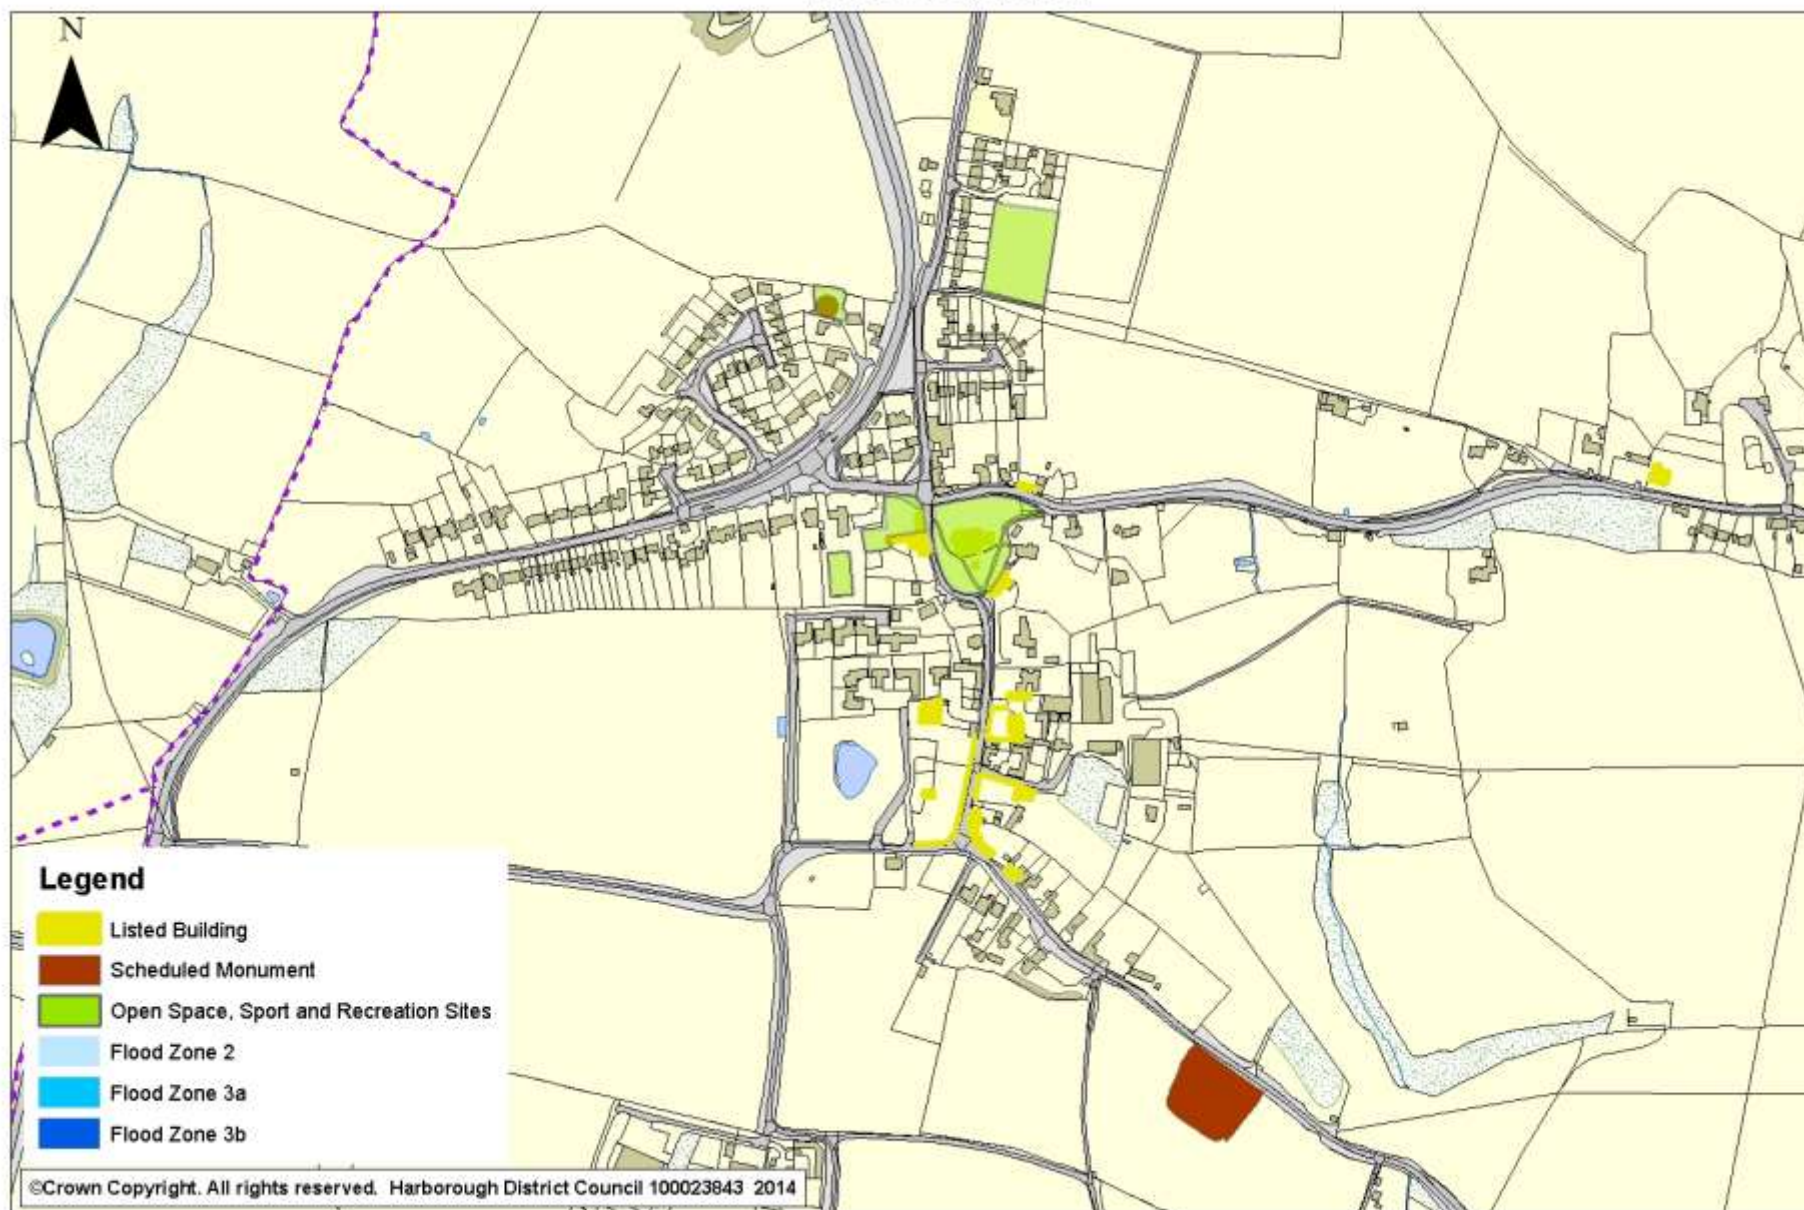 N
Legend
Listed Building
Scheduled Monument
Open Space, Sport and Recreation Sites
Flood Zone 2
Flood Zone 3a
Flood Zone 3b
©Crown Copyright. All rights reserved. Harborough District Council 100023843 2014